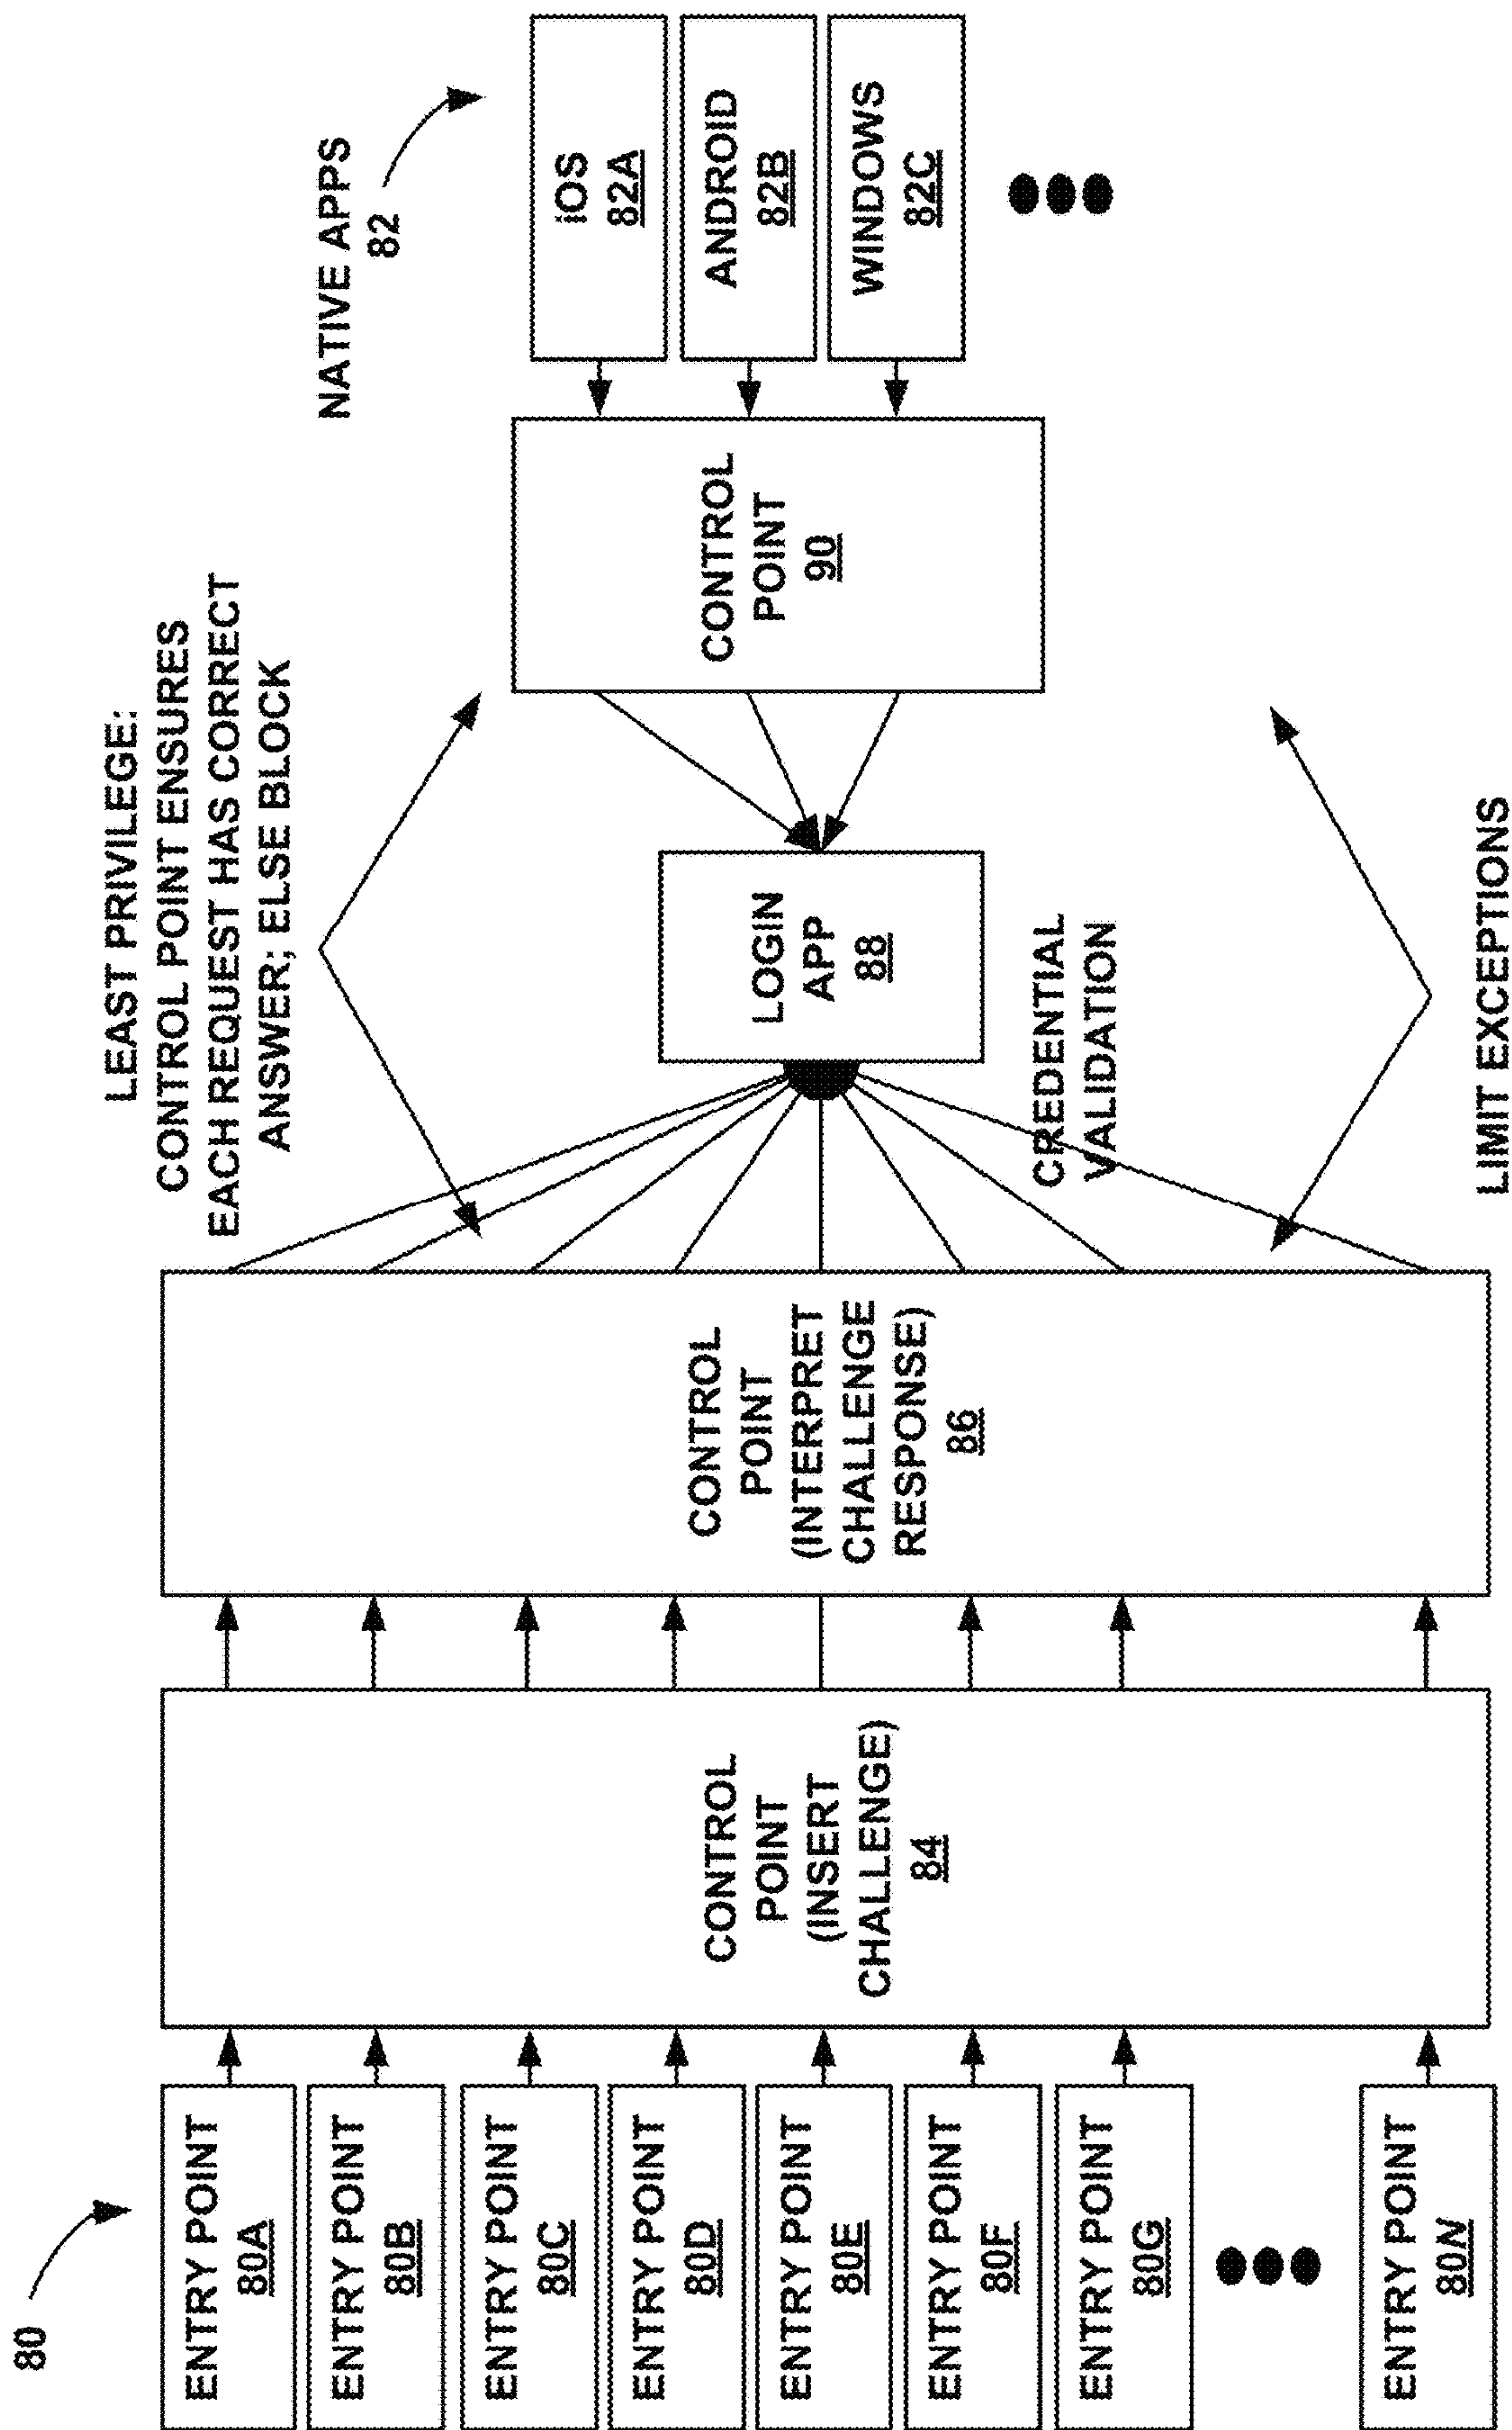 80
ENTRY POINT
80A
ENTRY POINT
80B
ENTRY POINT
80C
ENTRY POINT
80D
ENTRY POINT
80E
ENTRY POINT
80F
ENTRY POINT
80G
ENTRY POINT
80N
CONTROL
POINT
(INSERT
CHALLENGE)
84
CONTROL
POINT
(INTERPRET
CHALLENGE
RESPONSE)
86
LEAST PRIVILEGE:
CONTROL POINT ENSURES
EACH REQUEST HAS CORRECT
ANSWER; ELSE BLOCK
LOGIN
APP
88
CREDENTIAL
VALIDATION
LIMIT EXCEPTIONS
CONTROL
POINT
90
NATIVE APPS
82
iOS
82A
ANDROID
82B
WINDOWS
82C